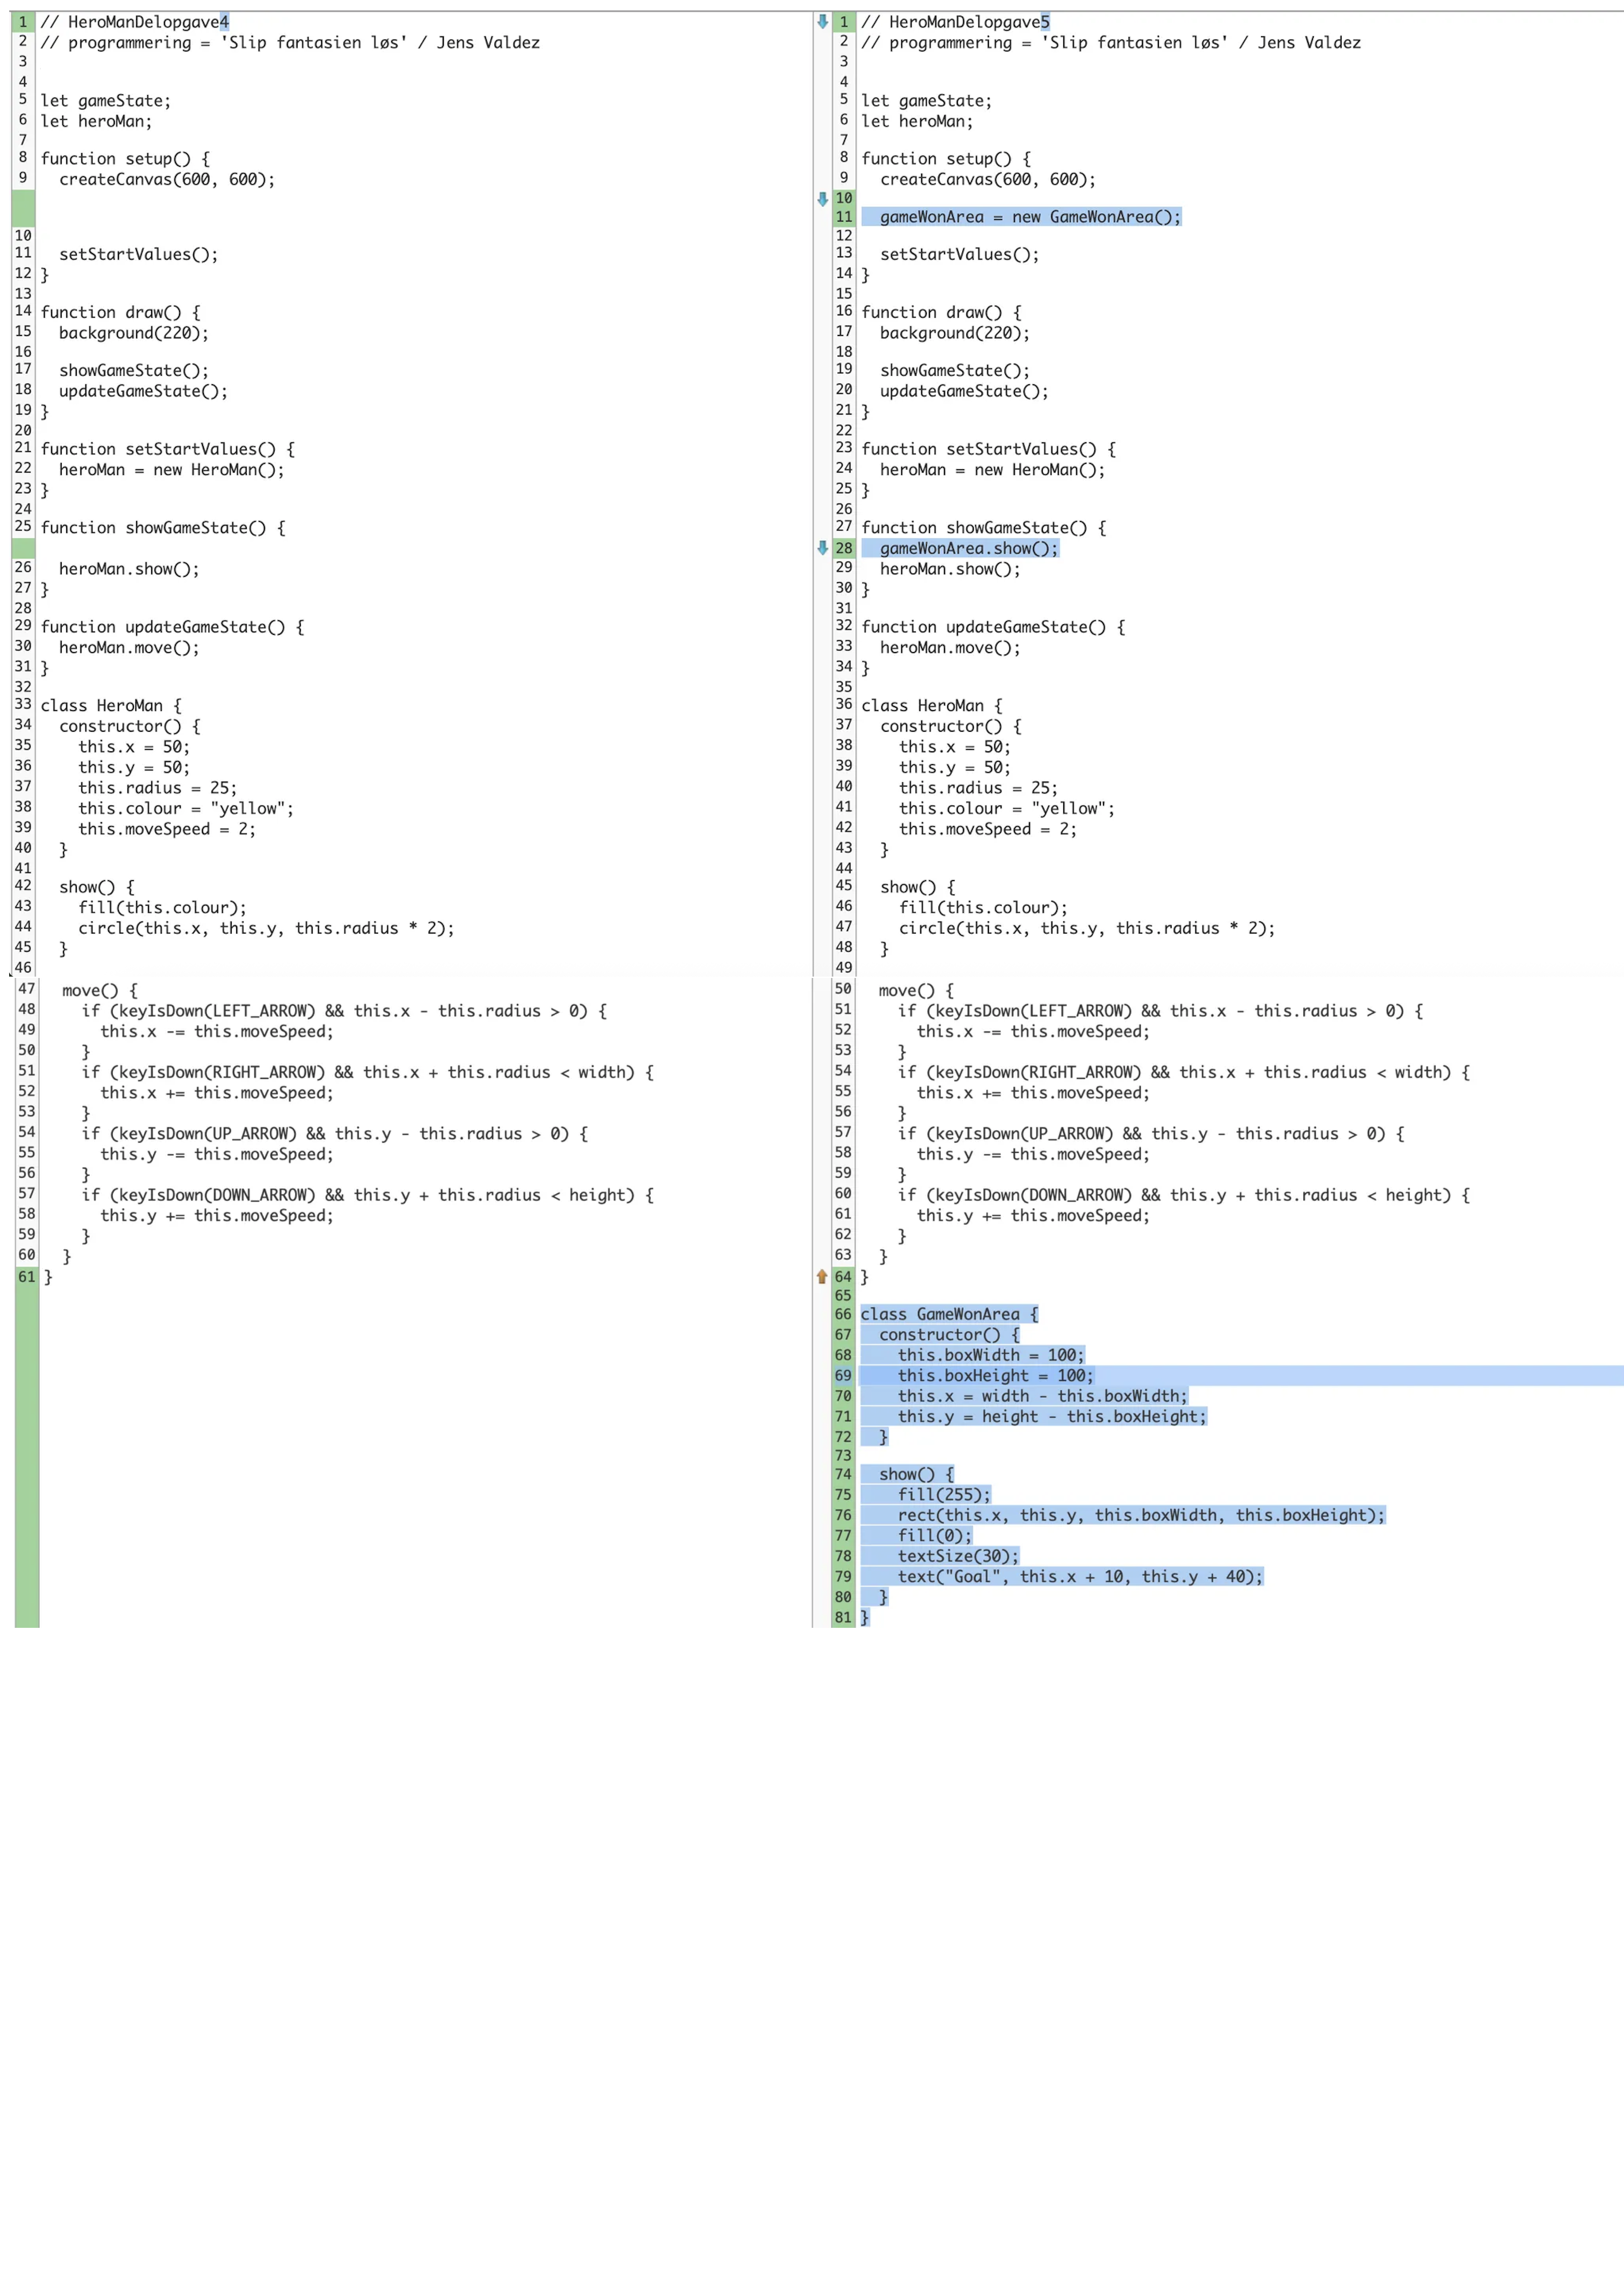 1 // HeroManDelopgave4
2 // programmering = 'Slip fantasien løs' / Jens Valdez
3
4
5 let gameState;
6 let heroMan;
7
8 function setup() {
9   createCanvas(600, 600);
10
11   setStartValues();
12 }
13
14 function draw() {
15   background(220);
16
17   showGameState();
18   updateGameState();
19 }
20
21 function setStartValues() {
22   heroMan = new HeroMan();
23 }
24
25 function showGameState() {
26   heroMan.show();
27 }
28
29 function updateGameState() {
30   heroMan.move();
31 }
32
33 class HeroMan {
34   constructor() {
35     this.x = 50;
36     this.y = 50;
37     this.radius = 25;
38     this.colour = "yellow";
39     this.moveSpeed = 2;
40   }
41
42   show() {
43     fill(this.colour);
44     circle(this.x, this.y, this.radius * 2);
45   }
46
47   move() {
48     if (keyIsDown(LEFT_ARROW) && this.x - this.radius > 0) {
49       this.x -= this.moveSpeed;
50     }
51     if (keyIsDown(RIGHT_ARROW) && this.x + this.radius < width) {
52       this.x += this.moveSpeed;
53     }
54     if (keyIsDown(UP_ARROW) && this.y - this.radius > 0) {
55       this.y -= this.moveSpeed;
56     }
57     if (keyIsDown(DOWN_ARROW) && this.y + this.radius < height) {
58       this.y += this.moveSpeed;
59     }
60   }
61 }
1 // HeroManDelopgave5
2 // programmering = 'Slip fantasien løs' / Jens Valdez
3
4
5 let gameState;
6 let heroMan;
7
8 function setup() {
9   createCanvas(600, 600);
10
11   gameWonArea = new GameWonArea();
12
13   setStartValues();
14 }
15
16 function draw() {
17   background(220);
18
19   showGameState();
20   updateGameState();
21 }
22
23 function setStartValues() {
24   heroMan = new HeroMan();
25 }
26
27 function showGameState() {
28   gameWonArea.show();
29   heroMan.show();
30 }
31
32 function updateGameState() {
33   heroMan.move();
34 }
35
36 class HeroMan {
37   constructor() {
38     this.x = 50;
39     this.y = 50;
40     this.radius = 25;
41     this.colour = "yellow";
42     this.moveSpeed = 2;
43   }
44
45   show() {
46     fill(this.colour);
47     circle(this.x, this.y, this.radius * 2);
48   }
49
50   move() {
51     if (keyIsDown(LEFT_ARROW) && this.x - this.radius > 0) {
52       this.x -= this.moveSpeed;
53     }
54     if (keyIsDown(RIGHT_ARROW) && this.x + this.radius < width) {
55       this.x += this.moveSpeed;
56     }
57     if (keyIsDown(UP_ARROW) && this.y - this.radius > 0) {
58       this.y -= this.moveSpeed;
59     }
60     if (keyIsDown(DOWN_ARROW) && this.y + this.radius < height) {
61       this.y += this.moveSpeed;
62     }
63   }
64 }
65
66 class GameWonArea {
67   constructor() {
68     this.boxWidth = 100;
69     this.boxHeight = 100;
70     this.x = width - this.boxWidth;
71     this.y = height - this.boxHeight;
72   }
73
74   show() {
75     fill(255);
76     rect(this.x, this.y, this.boxWidth, this.boxHeight);
77     fill(0);
78     textSize(30);
79     text("Goal", this.x + 10, this.y + 40);
80   }
81 }